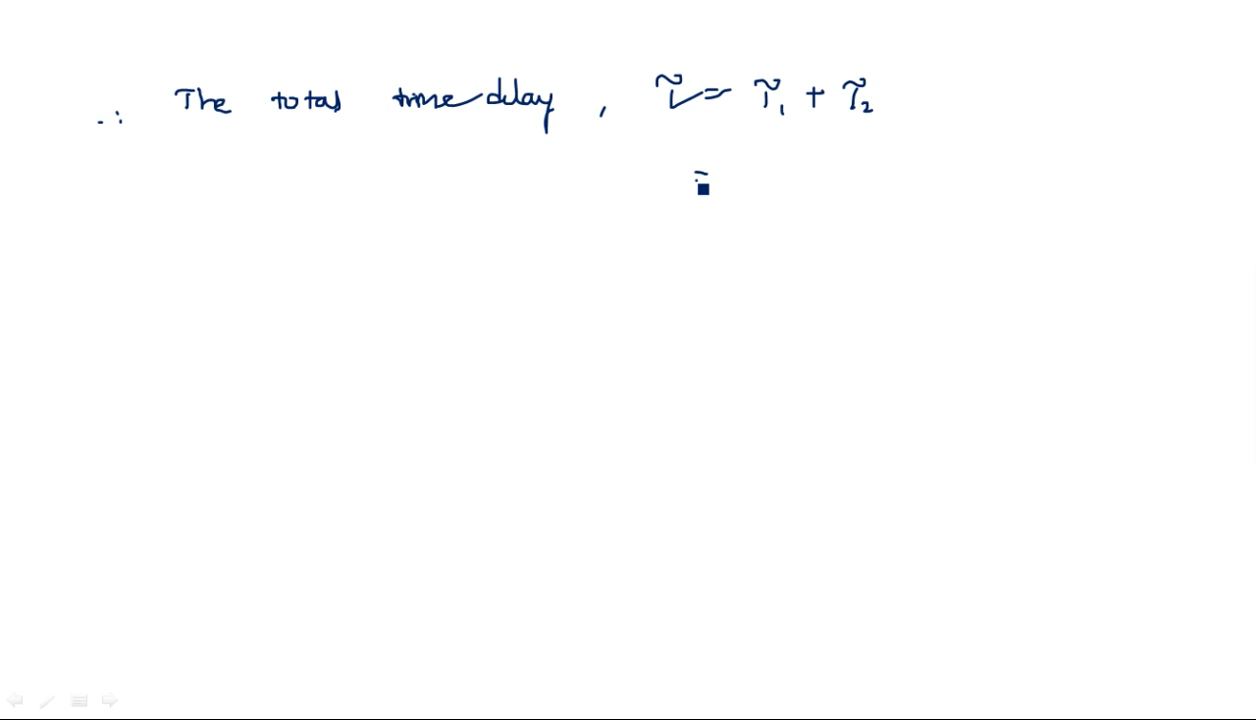 ∴ The total time delay, τ = τ₁ + τ₂
=